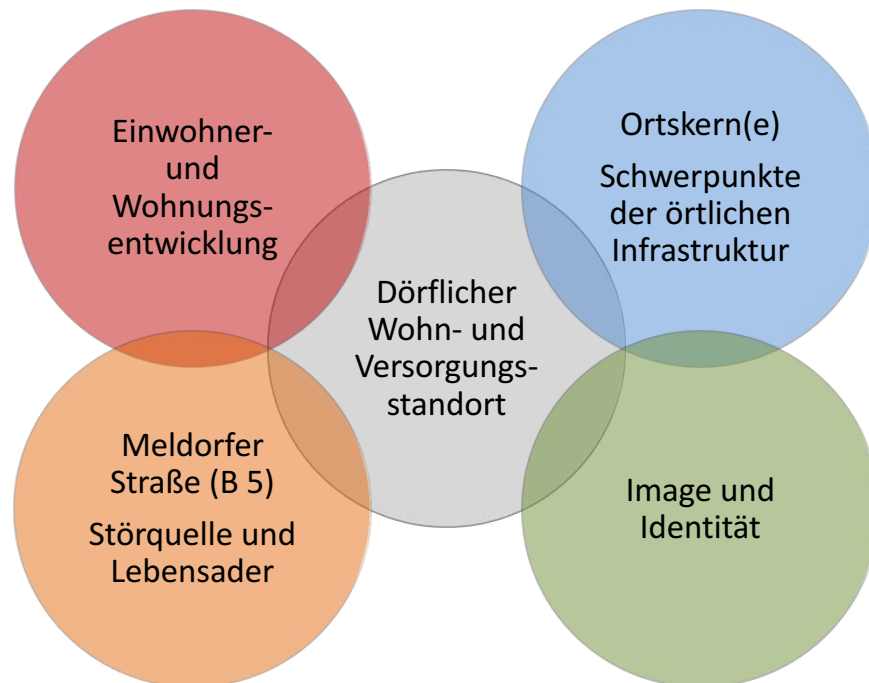 Einwohner-
und
Wohnungs-
entwicklung
Ortskern(e)
Schwerpunkte
der örtlichen
Infrastruktur
Dörflicher
Wohn- und
Versorgungs-
standort
Meldorfer
Straße (B 5)
Störquelle und
Lebensader
Image und
Identität